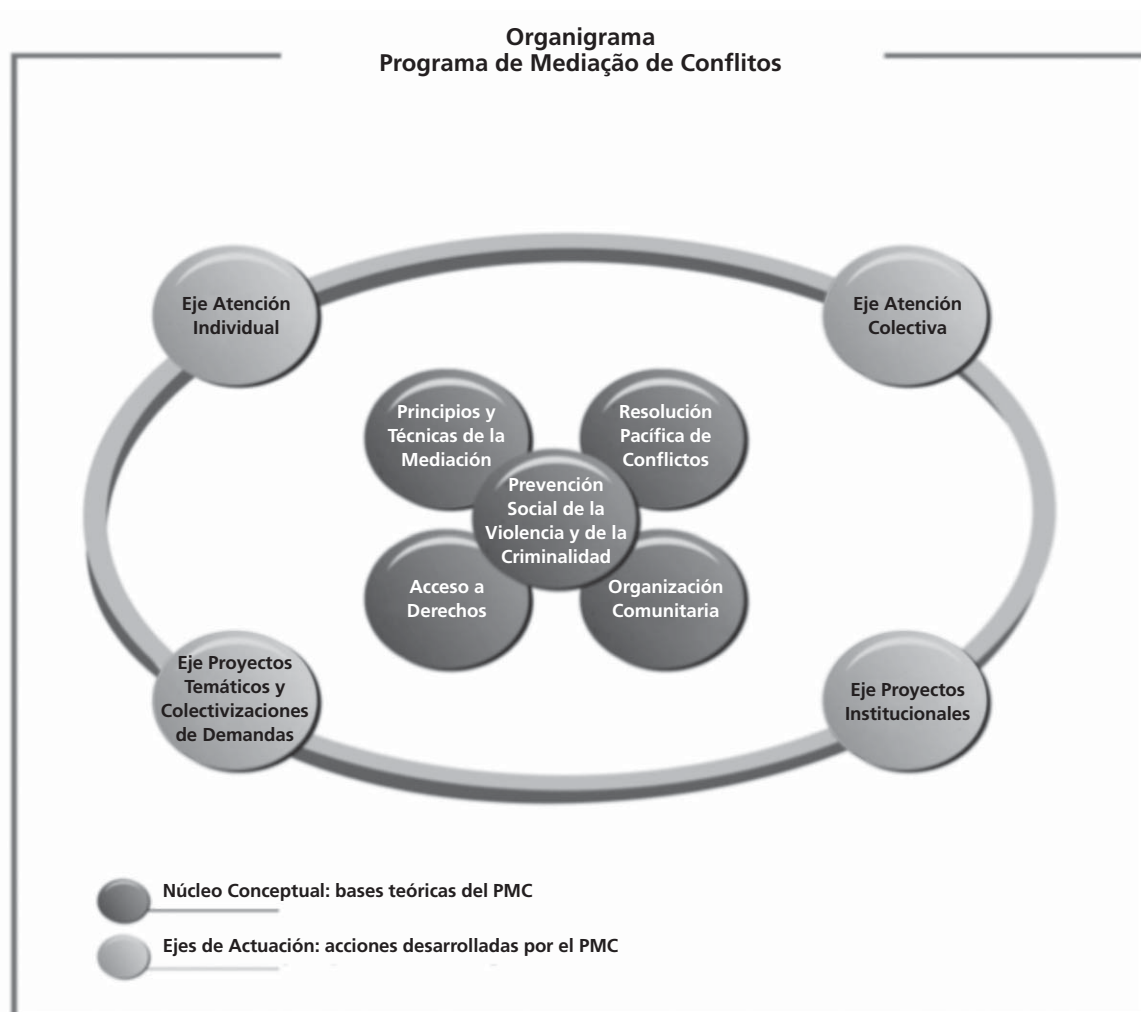 Organigrama
Programa de Mediação de Conflitos
Eje Atención
Individual
Eje Atención
Colectiva
Principios y
Técnicas de la
Mediación
Resolución
Pacífica de
Conflictos
Prevención
Social de la
Violencia y de la
Criminalidad
Acceso a
Derechos
Organización
Comunitaria
Eje Proyectos
Temáticos y
Colectivizaciones
de Demandas
Eje Proyectos
Institucionales
Núcleo Conceptual: bases teóricas del PMC
Ejes de Actuación: acciones desarrolladas por el PMC